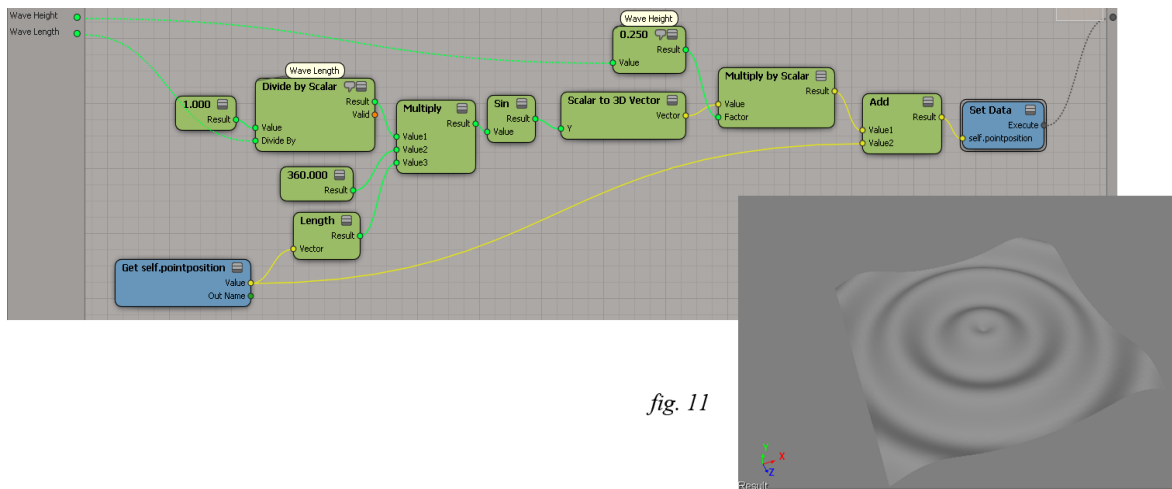 Wave Height
Wave Length
Wave Height
0.250
Result
Value
Wave Length
Divide by Scalar
Result
Valid
Value
Divide By
1.000
Result
Multiply
Result
Value1
Value2
Value3
Sin
Result
Value
Scalar to 3D Vector
Vector
Y
Multiply by Scalar
Result
Value
Factor
Add
Result
Value1
Value2
Set Data
Execute
self.pointposition
360.000
Result
Length
Result
Vector
Get self.pointposition
Value
Out Name
fig. 11
Y
X
Z
Result